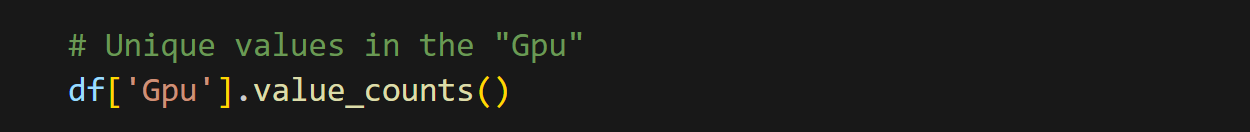 # Unique values in the "Gpu"
df['Gpu'].value_counts()